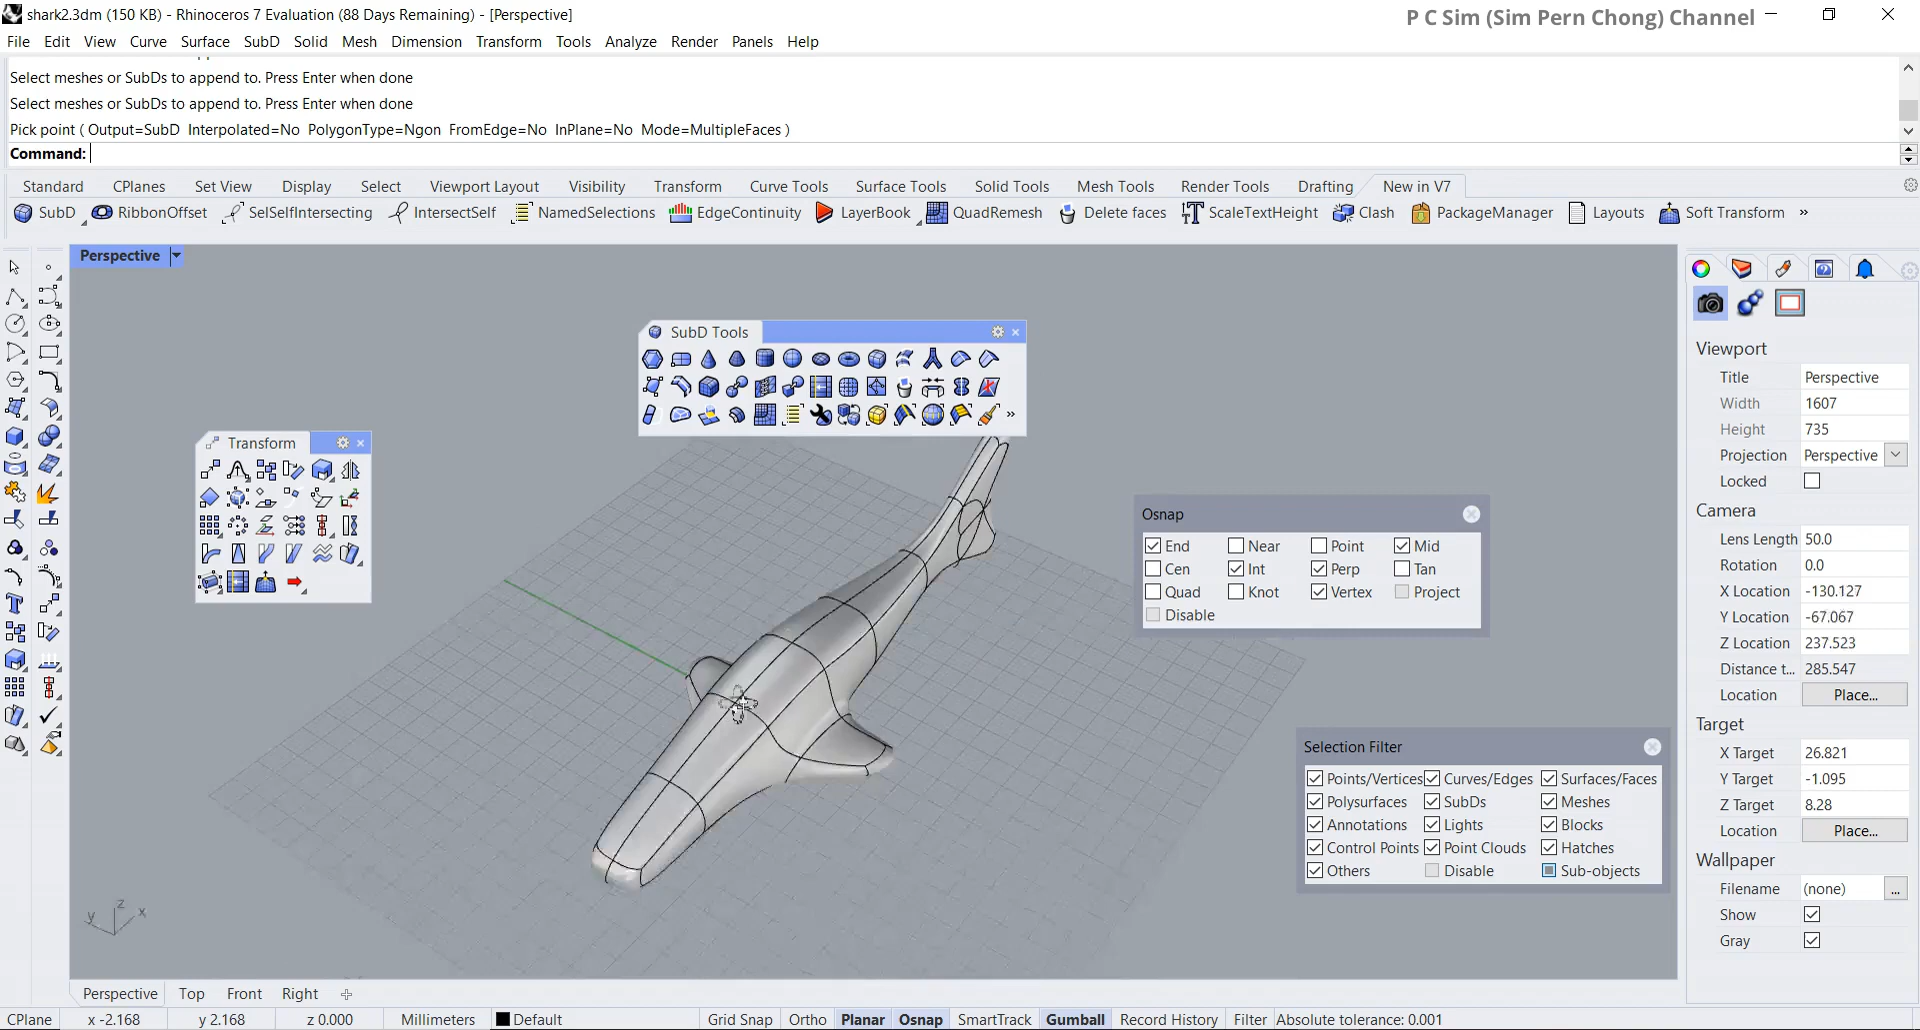 shark2.3dm (150 KB) - Rhinoceros 7 Evaluation (88 Days Remaining) - [Perspective]
P C Sim (Sim Pern Chong) Channel
File Edit View Curve Surface SubD Solid Mesh Dimension Transform Tools Analyze Render Panels Help
Select meshes or SubDs to append to. Press Enter when done
Select meshes or SubDs to append to. Press Enter when done
Pick point ( Output=SubD Interpolated=No PolygonType=Ngon FromEdge=No InPlane=No Mode=MultipleFaces )
Command:
Standard CPlanes Set View Display Select Viewport Layout Visibility Transform Curve Tools Surface Tools Solid Tools Mesh Tools Render Tools Drafting New in V7
SubD RibbonOffset SelSelfIntersecting IntersectSelf NamedSelections EdgeContinuity LayerBook QuadRemesh Delete faces ScaleTextHeight Clash PackageManager Layouts Soft Transform »
Perspective
SubD Tools
»
Transform
Osnap
End Near Point Mid
Cen Int Perp Tan
Quad Knot Vertex Project
Disable
Selection Filter
Points/Vertices Curves/Edges Surfaces/Faces
Polysurfaces SubDs Meshes
Annotations Lights Blocks
Control Points Point Clouds Hatches
Others Disable Sub-objects
Viewport
Title Perspective
Width 1607
Height 735
Projection Perspective
Locked
Camera
Lens Length 50.0
Rotation 0.0
X Location -130.127
Y Location -67.067
Z Location 237.523
Distance t... 285.547
Location Place...
Target
X Target 26.821
Y Target -1.095
Z Target 8.28
Location Place...
Wallpaper
Filename (none) ...
Show
Gray
z
y x
Perspective Top Front Right
CPlane x -2.168 y 2.168 z 0.000 Millimeters Default Grid Snap Ortho Planar Osnap SmartTrack Gumball Record History Filter Absolute tolerance: 0.001